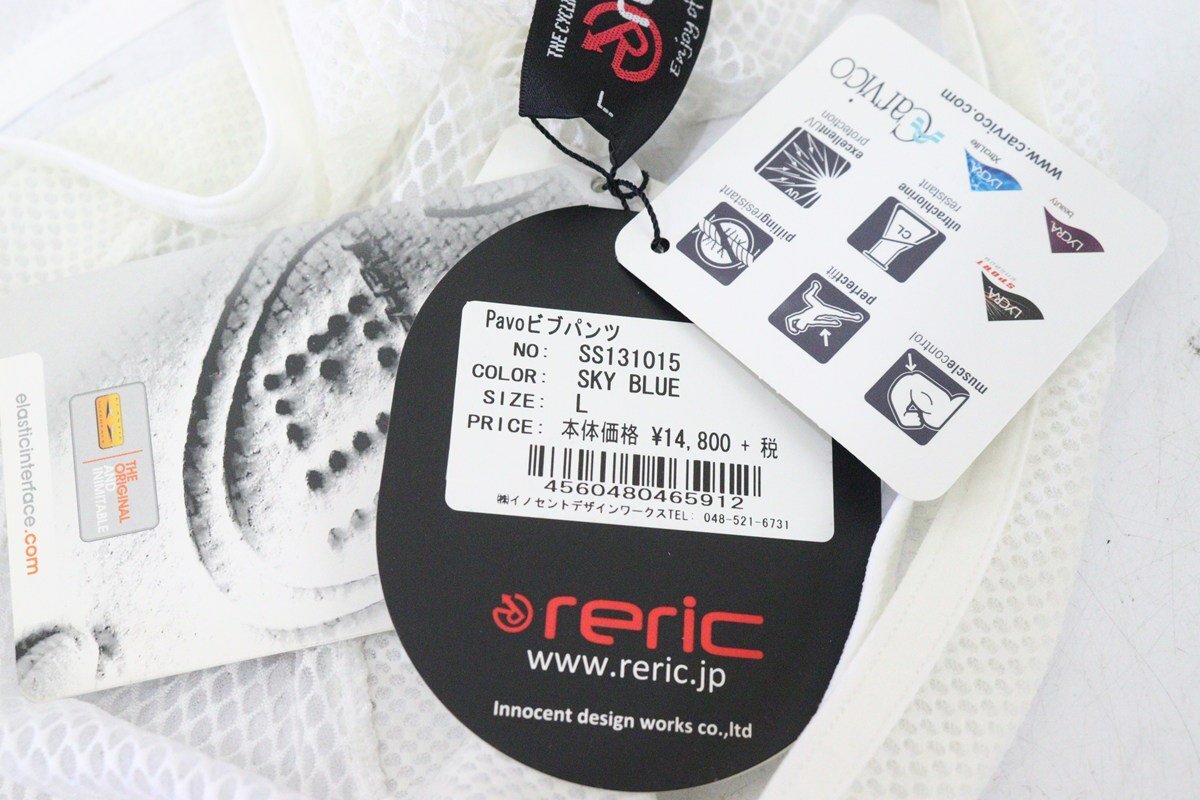 THE CYCLI
Enjoy of
L
Pavoビブパンツ
NO: SS131015
COLOR: SKY BLUE
SIZE: L
PRICE: 本体価格 ¥14,800 + 税
4560480465912
㈱イノセントデザインワークスTEL: 048-521-6731
reric
www.reric.jp
Innocent design works co.,ltd
Carvico
www.carvico.com
excellentUV
protection
UV
pillingresistant
ultrachlorine
resistant
CL
perfectfit
musclecontrol
LYCRA
XtraLife
LYCRA
beauty
LYCRA
SPORT
elasticinterface.com
THE
ORIGINAL
AND
INIMITABLE